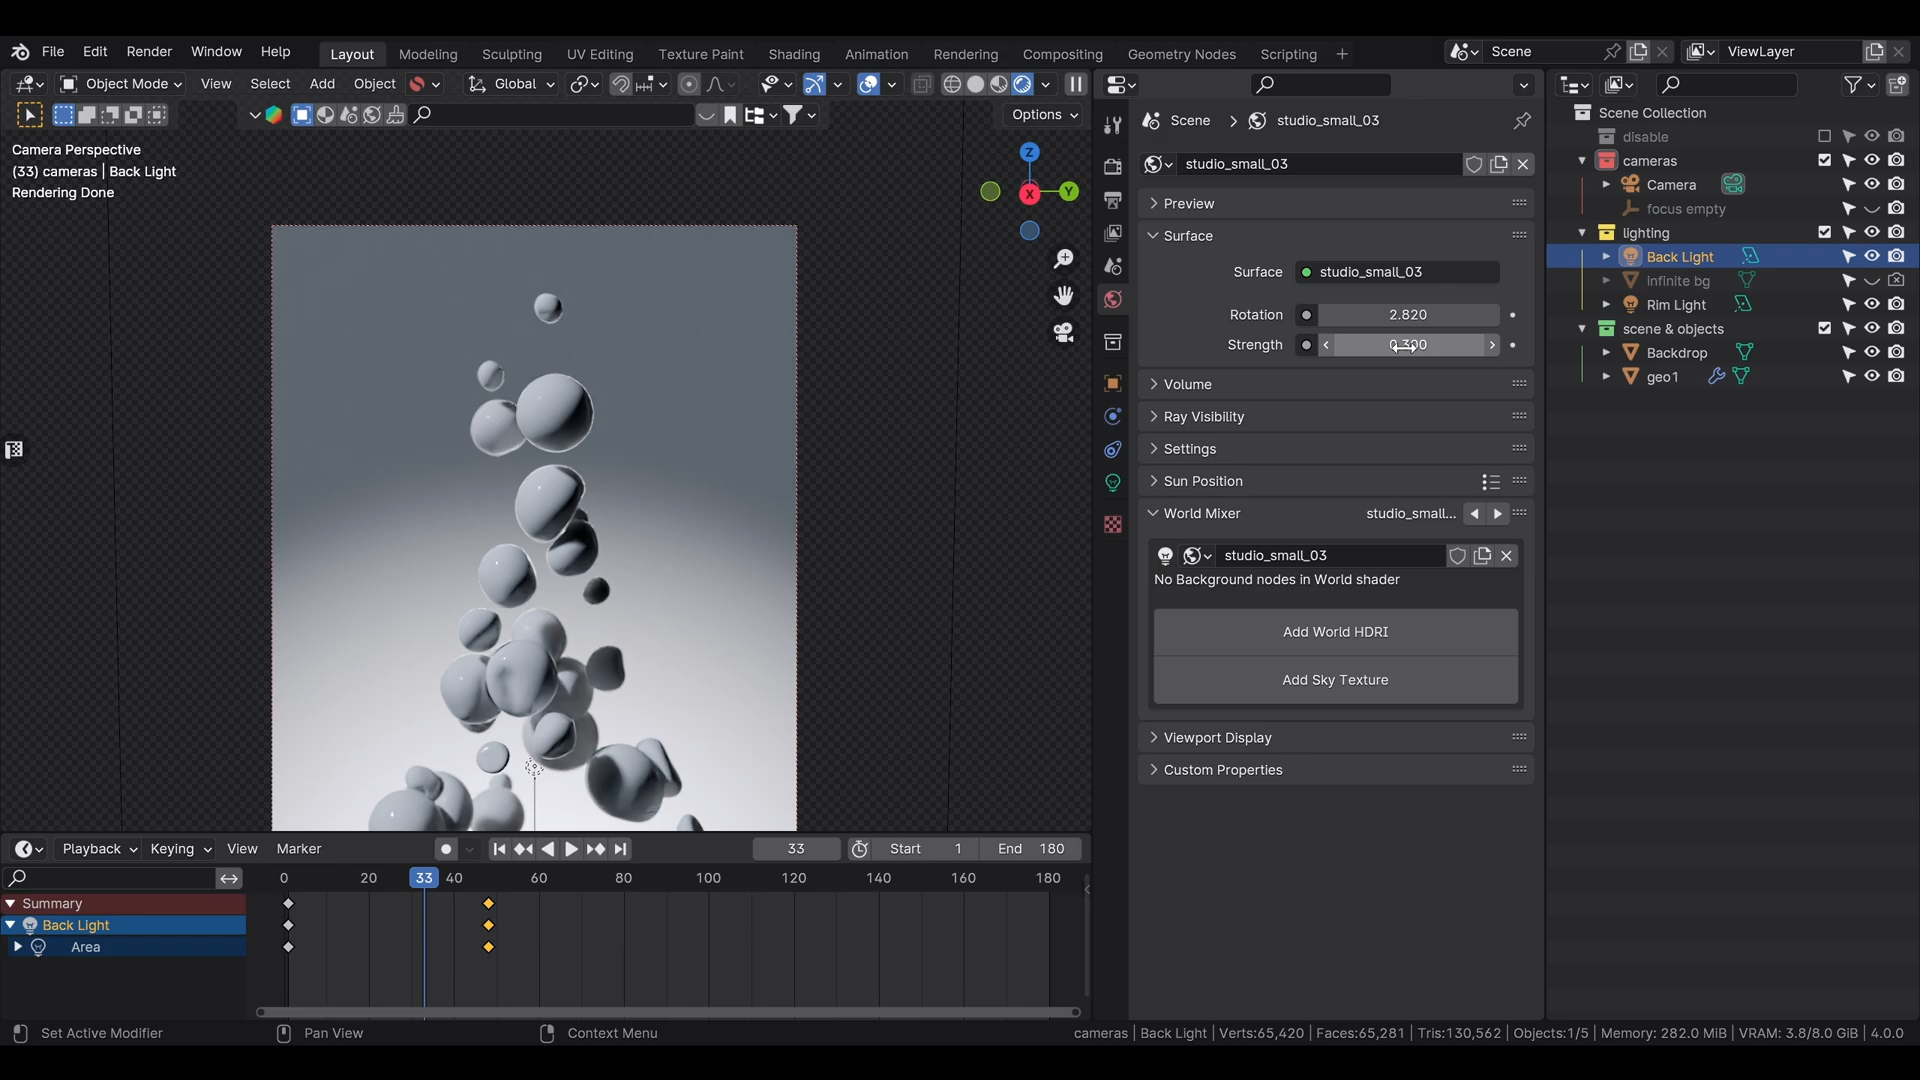 File Edit Render Window Help Layout Modeling Sculpting UV Editing Texture Paint Shading Animation Rendering Compositing Geometry Nodes Scripting + Scene ViewLayer
Object Mode View Select Add Object Global
Options
Camera Perspective
(33) cameras | Back Light
Rendering Done
Z
X
Y
Scene > studio_small_03
studio_small_03
Preview
Surface
Surface studio_small_03
Rotation 2.820
Strength 0.300
Volume
Ray Visibility
Settings
Sun Position
World Mixer studio_small...
studio_small_03
No Background nodes in World shader
Add World HDRI
Add Sky Texture
Viewport Display
Custom Properties
Scene Collection
disable
cameras
Camera
focus empty
lighting
Back Light
infinite bg
Rim Light
scene & objects
Backdrop
geo1
Playback Keying View Marker 33 Start 1 End 180
0 20 33 40 60 80 100 120 140 160 180
Summary
Back Light
Area
Set Active Modifier Pan View Context Menu cameras | Back Light | Verts:65,420 | Faces:65,281 | Tris:130,562 | Objects:1/5 | Memory: 282.0 MiB | VRAM: 3.8/8.0 GiB | 4.0.0